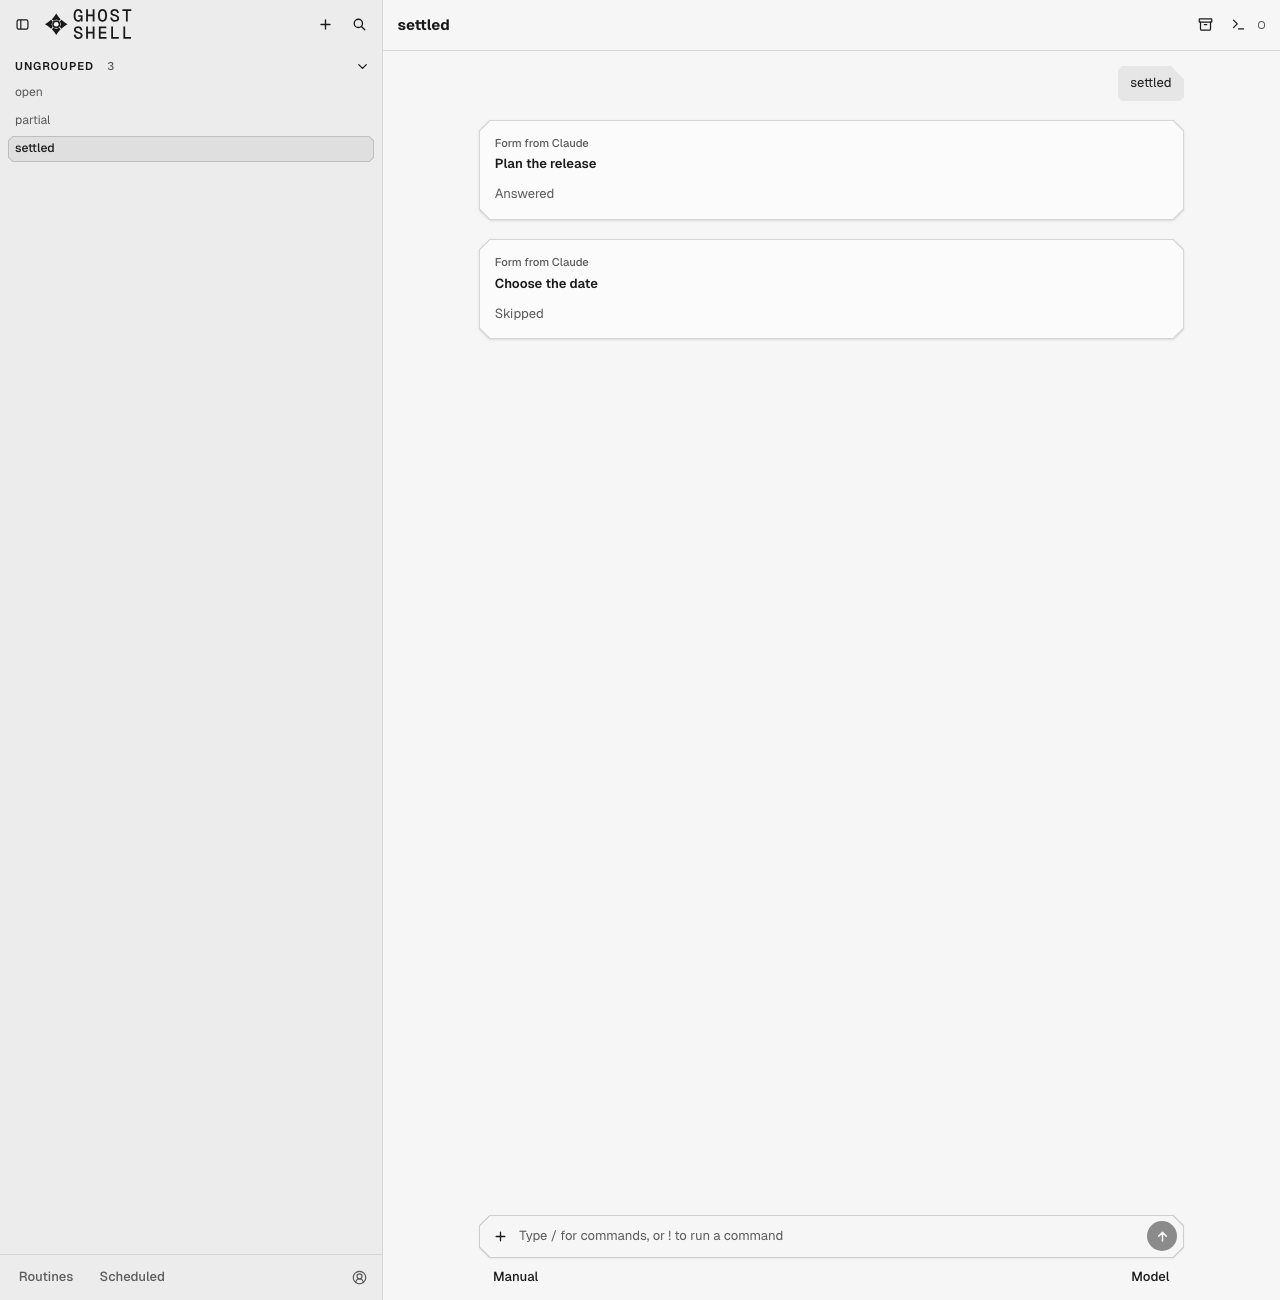 GHOST
SHELL
UNGROUPED 3
open
partial
settled
Routines Scheduled
settled
0
settled
Form from Claude
Plan the release
Answered
Form from Claude
Choose the date
Skipped
Type / for commands, or ! to run a command
Manual Model